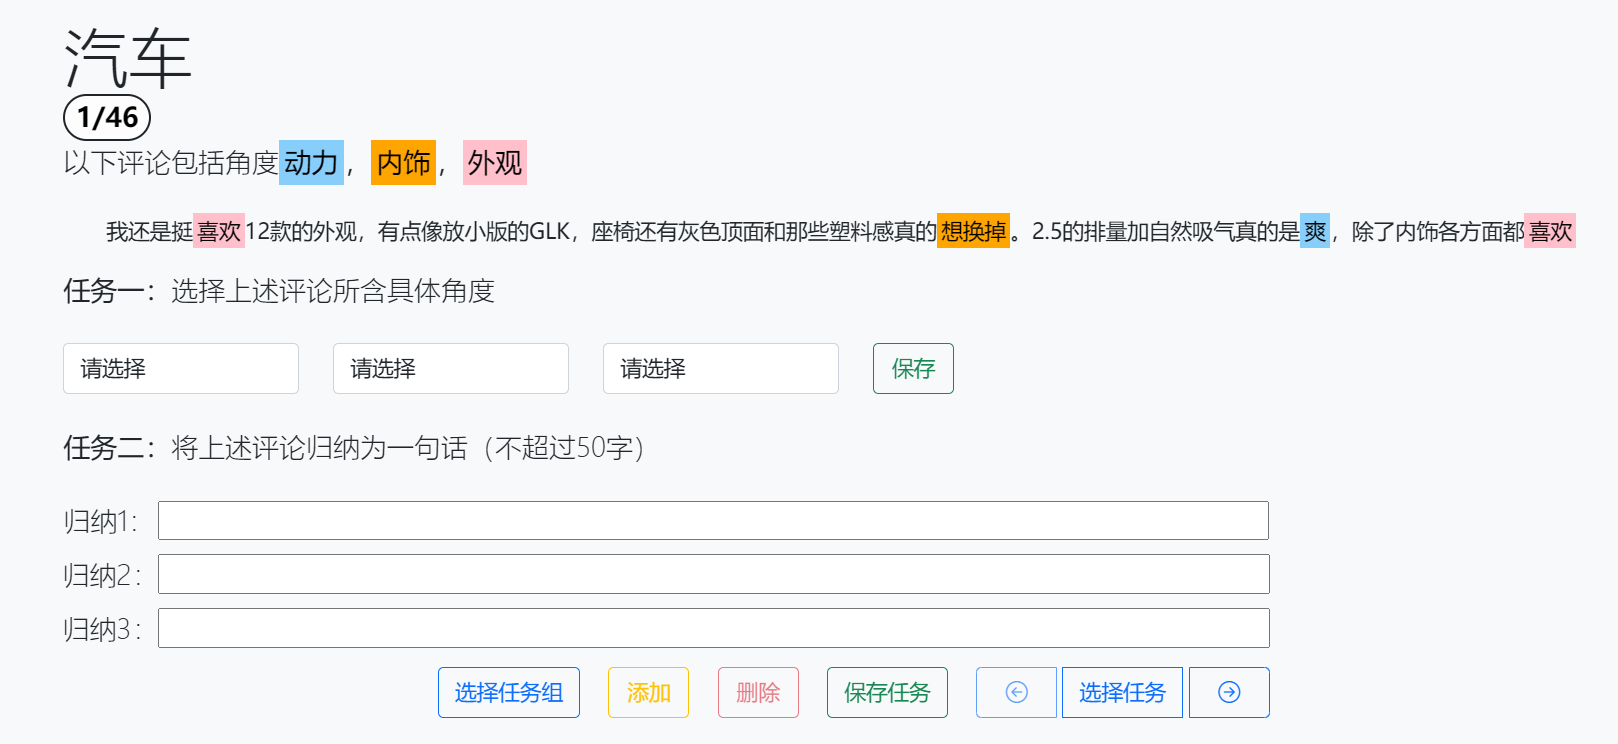 汽车
1/46
以下评论包括角度动力，内饰，外观
我还是挺喜欢12款的外观，有点像放小版的GLK，座椅还有灰色顶面和那些塑料感真的想换掉。2.5的排量加自然吸气真的是爽，除了内饰各方面都喜欢
任务一：选择上述评论所含具体角度
请选择 请选择 请选择 保存
任务二：将上述评论归纳为一句话（不超过50字）
归纳1：
归纳2：
归纳3：
选择任务组 添加 删除 保存任务 选择任务